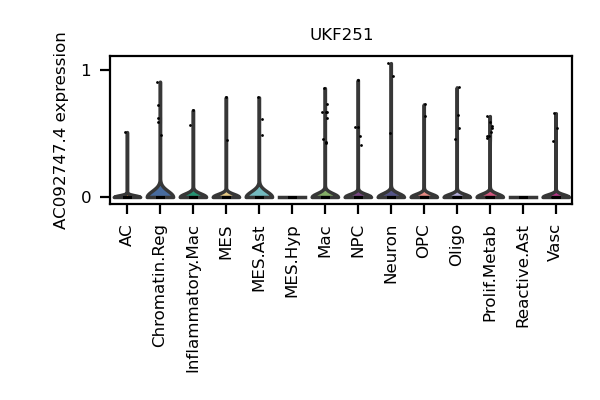 UKF251
AC092747.4 expression
1
0
AC
Chromatin.Reg
Inflammatory.Mac
MES
MES.Ast
MES.Hyp
Mac
NPC
Neuron
OPC
Oligo
Prolif.Metab
Reactive.Ast
Vasc